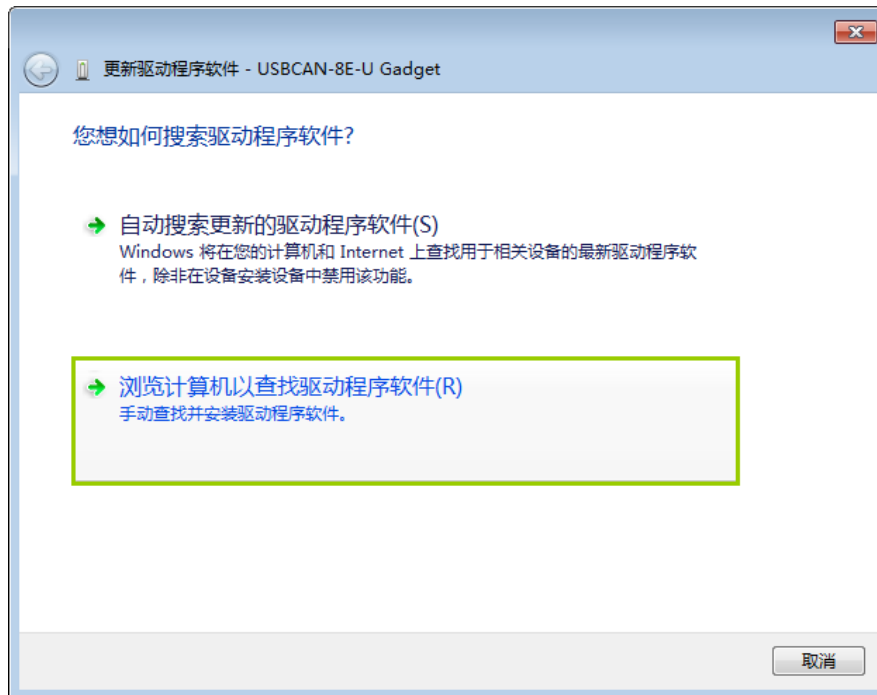 更新驱动程序软件 - USBCAN-8E-U Gadget
您想如何搜索驱动程序软件?
自动搜索更新的驱动程序软件(S)
Windows 将在您的计算机和 Internet 上查找用于相关设备的最新驱动程序软
件，除非在设备安装设备中禁用该功能。
浏览计算机以查找驱动程序软件(R)
手动查找并安装驱动程序软件。
取消